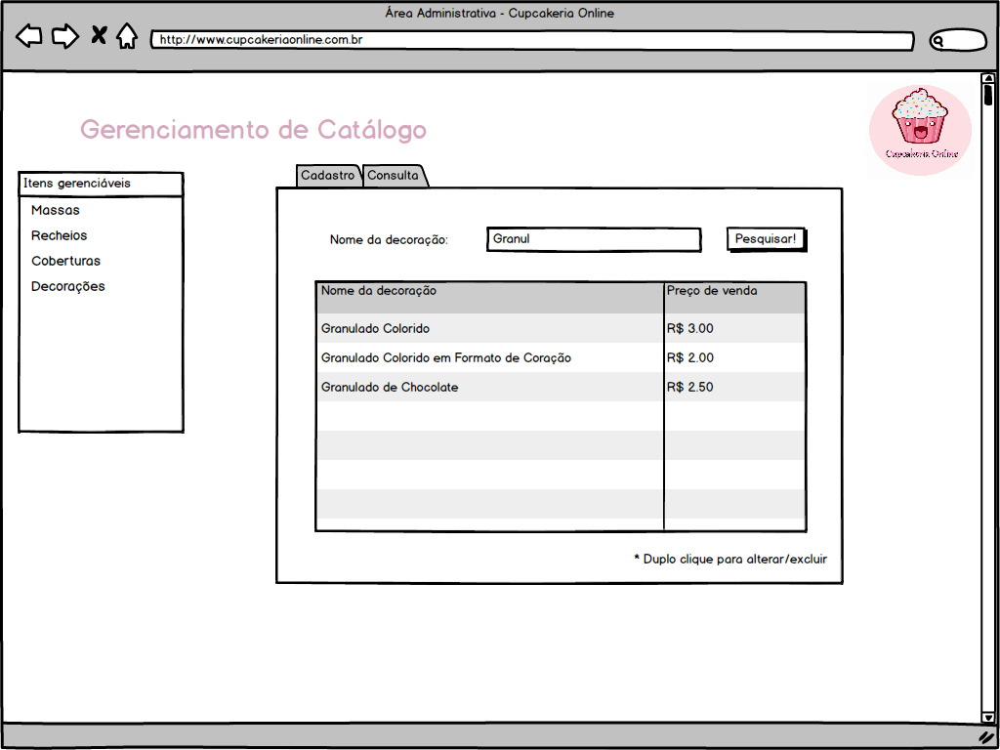 Área Administrativa - Cupcakeria Online
http://www.cupcakeriaonline.com.br
Cupcakeria Online
Gerenciamento de Catálogo
Itens gerenciáveis
Massas
Recheios
Coberturas
Decorações
Cadastro Consulta
Nome da decoração: Granul Pesquisar!
Nome da decoração Preço de venda
Granulado Colorido R$ 3.00
Granulado Colorido em Formato de Coração R$ 2.00
Granulado de Chocolate R$ 2.50
* Duplo clique para alterar/excluir